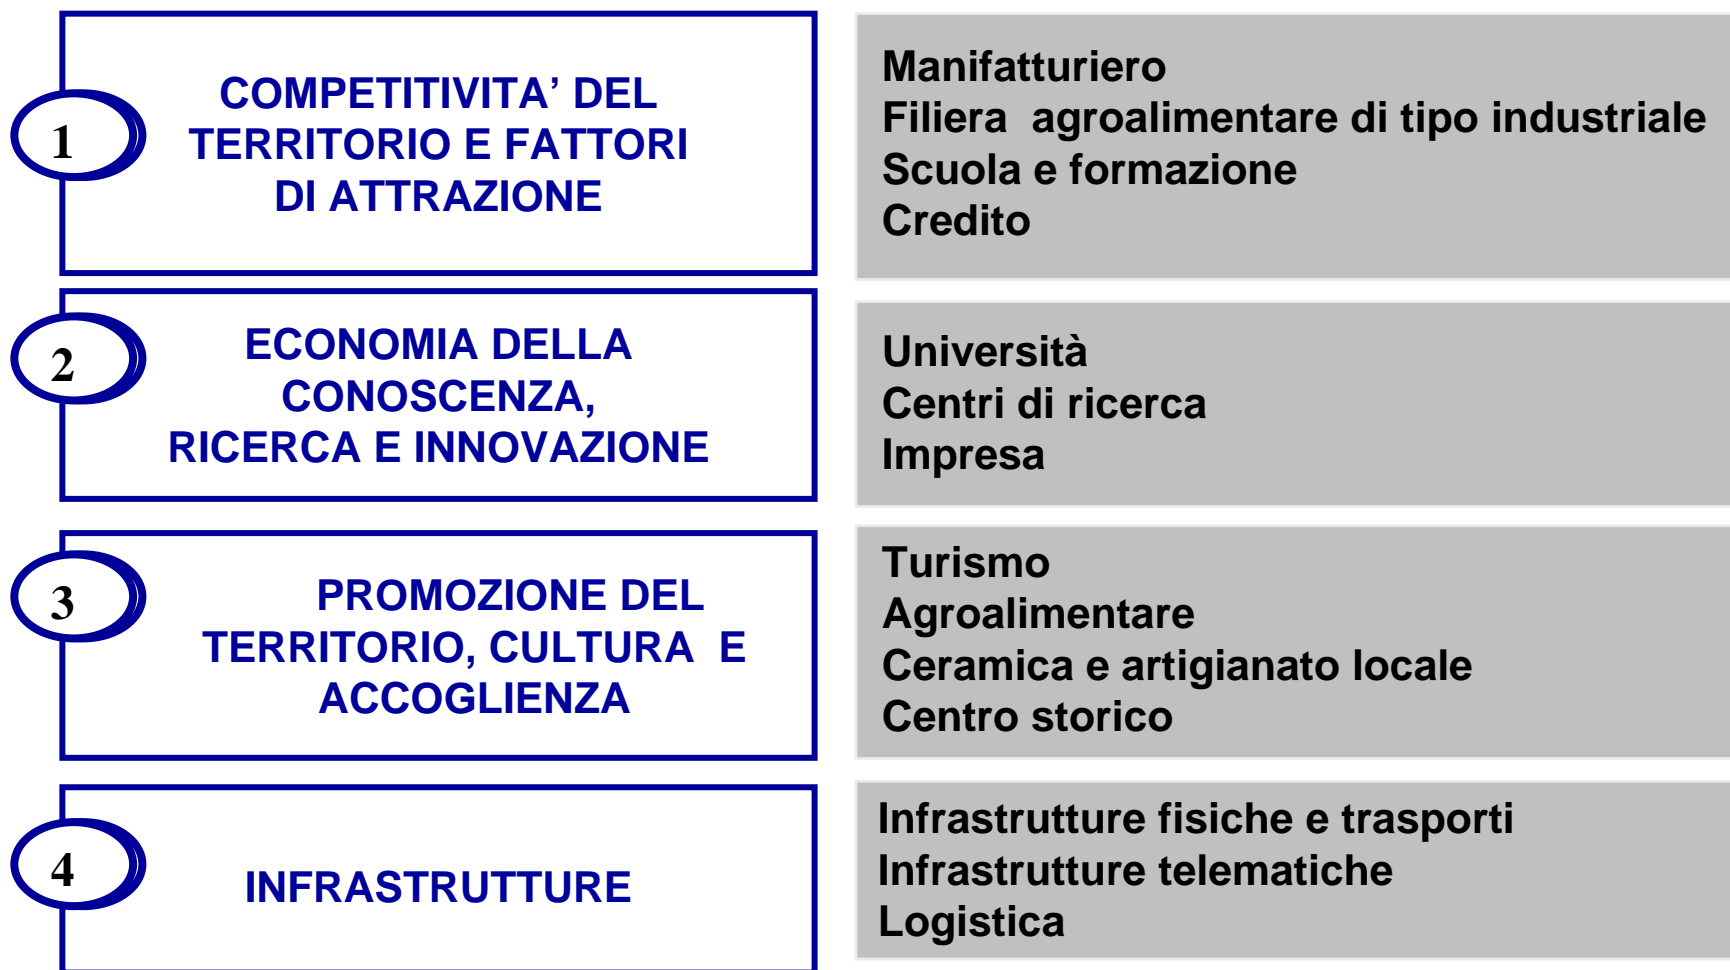 1
COMPETITIVITA’ DEL
TERRITORIO E FATTORI
DI ATTRAZIONE
Manifatturiero
Filiera agroalimentare di tipo industriale
Scuola e formazione
Credito
2
ECONOMIA DELLA
CONOSCENZA,
RICERCA E INNOVAZIONE
Università
Centri di ricerca
Impresa
3
PROMOZIONE DEL
TERRITORIO, CULTURA E
ACCOGLIENZA
Turismo
Agroalimentare
Ceramica e artigianato locale
Centro storico
4
INFRASTRUTTURE
Infrastrutture fisiche e trasporti
Infrastrutture telematiche
Logistica